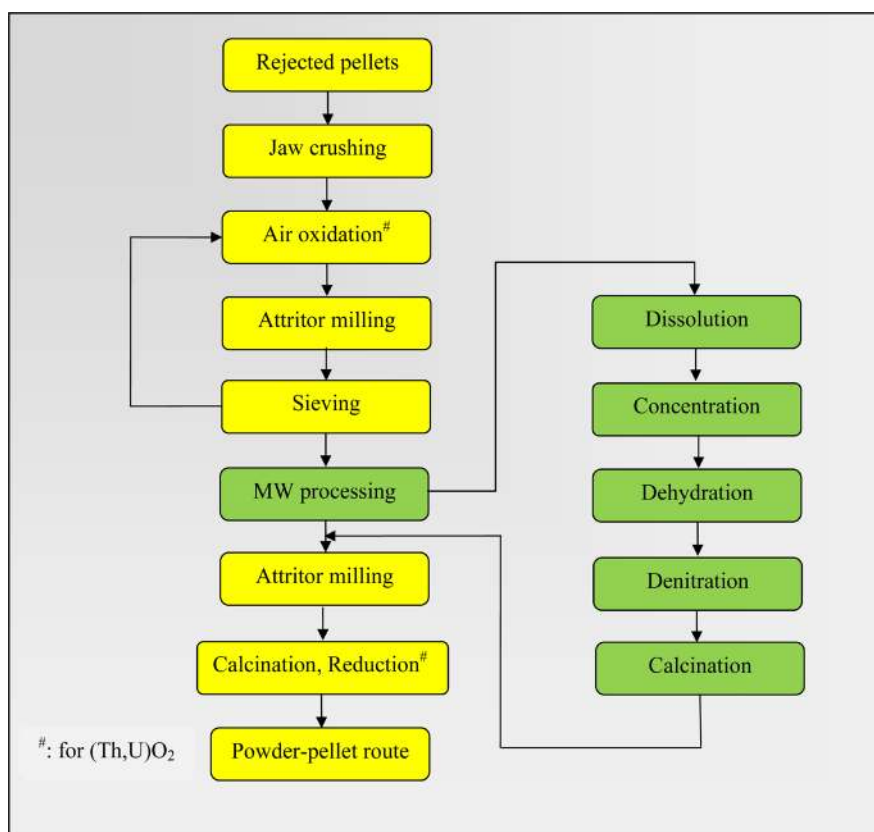 Rejected pellets
Jaw crushing
Air oxidation#
Attritor milling
Sieving
MW processing
Attritor milling
Calcination, Reduction#
Powder-pellet route
#: for (Th,U)O2
Dissolution
Concentration
Dehydration
Denitration
Calcination